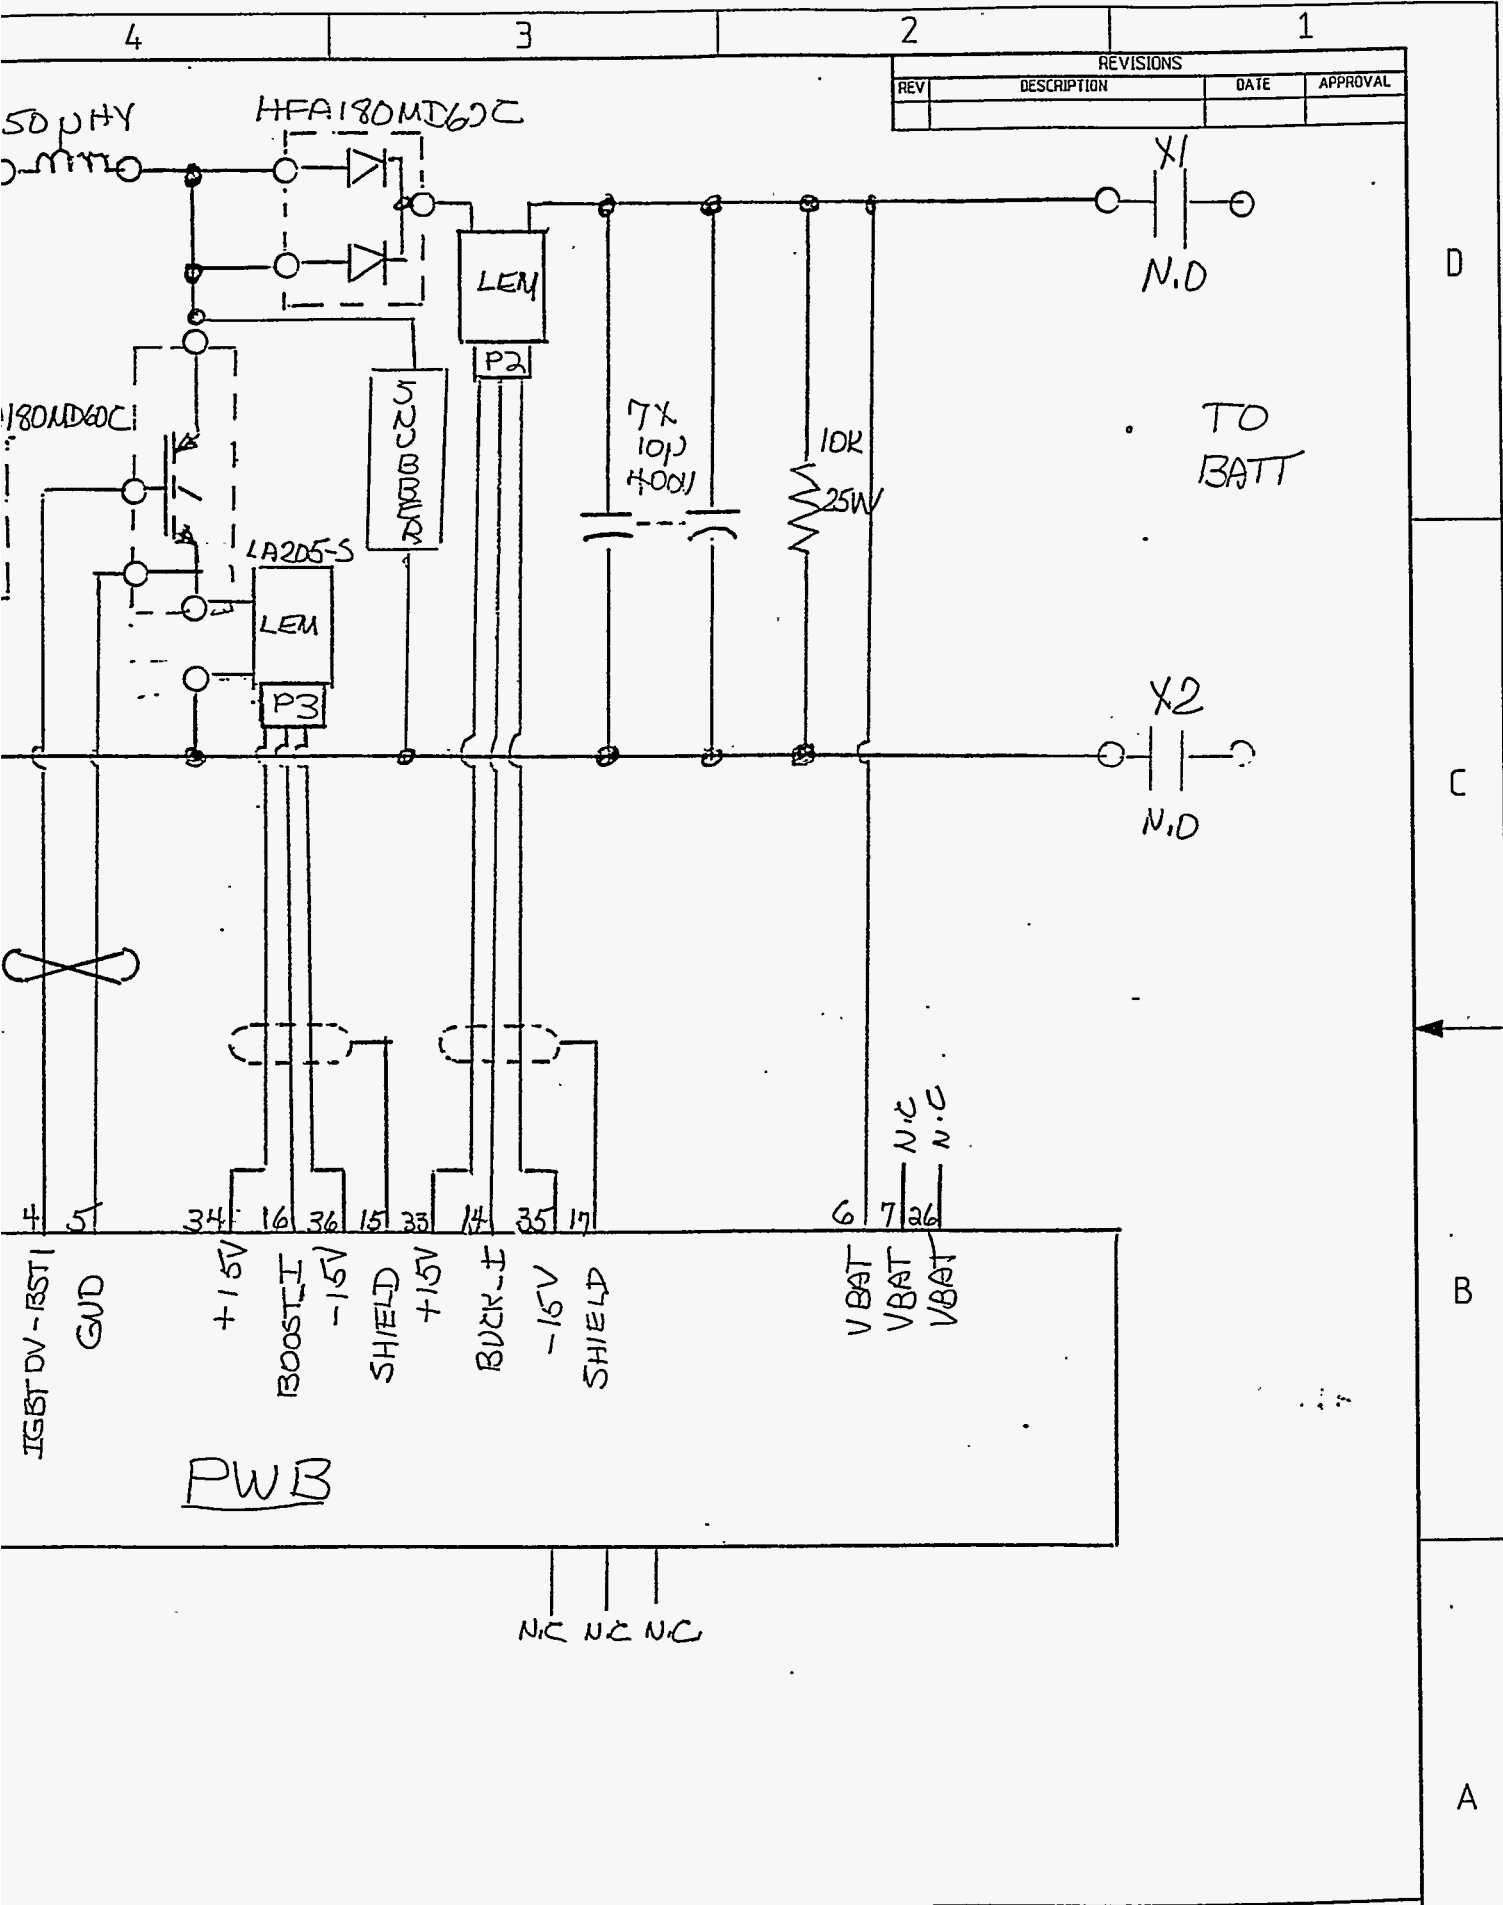 4 3 2 1
REVISIONS
REV DESCRIPTION DATE APPROVAL
50 µHY
HFA180MD60C
X1
N.O
LEM
P2
SNUBBER
180MD60C
7X
10µ
400V
10K
25W
TO
BATT
LA205-S
LEM
P3
X2
N.O
D
C
B
A
N.C
N.C
4 5 34 16 36 15 33 14 35 17 6 7 26
IGBTDV-BST1
GND
+15V
BOOST_I
-15V
SHIELD
+15V
BUCK_I
-15V
SHIELD
VBAT
VBAT
VBAT
PWB
N.C N.C N.C